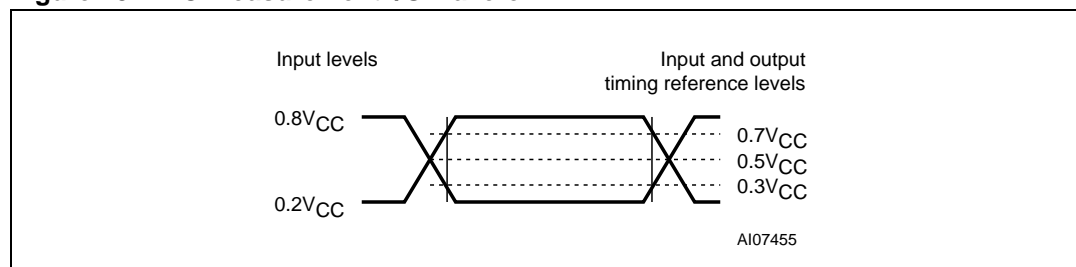 Input levels
Input and output
timing reference levels
0.8VCC
0.7VCC
0.5VCC
0.3VCC
0.2VCC
AI07455